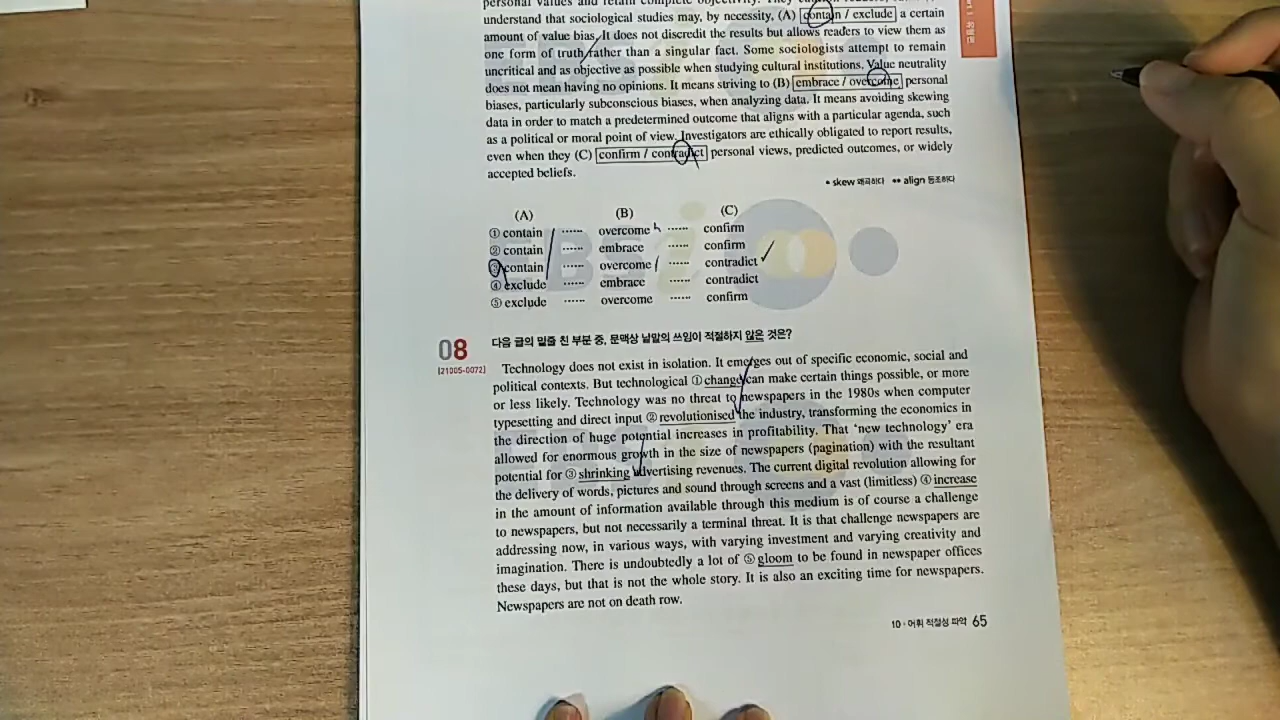 personal values and retain complete objectivity. They caution readers
understand that sociological studies may, by necessity, (A) contain / exclude a certain
amount of value bias. It does not discredit the results but allows readers to view them as
one form of truth rather than a singular fact. Some sociologists attempt to remain
uncritical and as objective as possible when studying cultural institutions. Value neutrality
does not mean having no opinions. It means striving to (B) embrace / overcome personal
biases, particularly subconscious biases, when analyzing data. It means avoiding skewing
data in order to match a predetermined outcome that aligns with a particular agenda, such
as a political or moral point of view. Investigators are ethically obligated to report results,
even when they (C) confirm / contradict personal views, predicted outcomes, or widely
accepted beliefs.
* skew 왜곡하다 ** align 동조하다
(A) (B) (C)
① contain ······ overcome ······ confirm
② contain ······ embrace ······ confirm
③ contain ······ overcome ······ contradict
④ exclude ······ embrace ······ contradict
⑤ exclude ······ overcome ······ confirm
08 다음 글의 밑줄 친 부분 중, 문맥상 낱말의 쓰임이 적절하지 않은 것은?
[21005-0072]
Technology does not exist in isolation. It emerges out of specific economic, social and
political contexts. But technological ① change can make certain things possible, or more
or less likely. Technology was no threat to newspapers in the 1980s when computer
typesetting and direct input ② revolutionised the industry, transforming the economics in
the direction of huge potential increases in profitability. That ‘new technology’ era
allowed for enormous growth in the size of newspapers (pagination) with the resultant
potential for ③ shrinking advertising revenues. The current digital revolution allowing for
the delivery of words, pictures and sound through screens and a vast (limitless) ④ increase
in the amount of information available through this medium is of course a challenge
to newspapers, but not necessarily a terminal threat. It is that challenge newspapers are
addressing now, in various ways, with varying investment and varying creativity and
imagination. There is undoubtedly a lot of ⑤ gloom to be found in newspaper offices
these days, but that is not the whole story. It is also an exciting time for newspapers.
Newspapers are not on death row.
10 · 어휘 적절성 파악 65